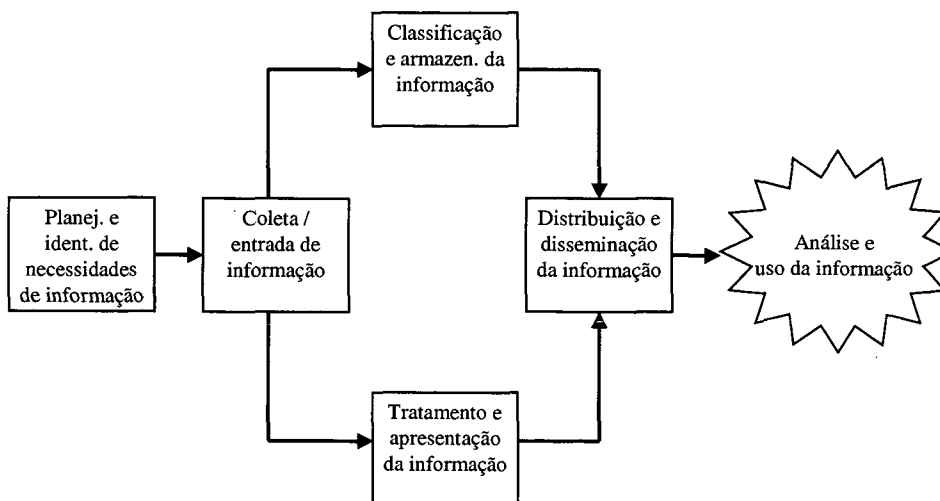 Classificação
e armazen. da
informação
Planej. e
ident. de
necessidades
de informação
Coleta /
entrada de
informação
Distribuição e
disseminação
da informação
Análise e
uso da informação
Tratamento e
apresentação
da informação